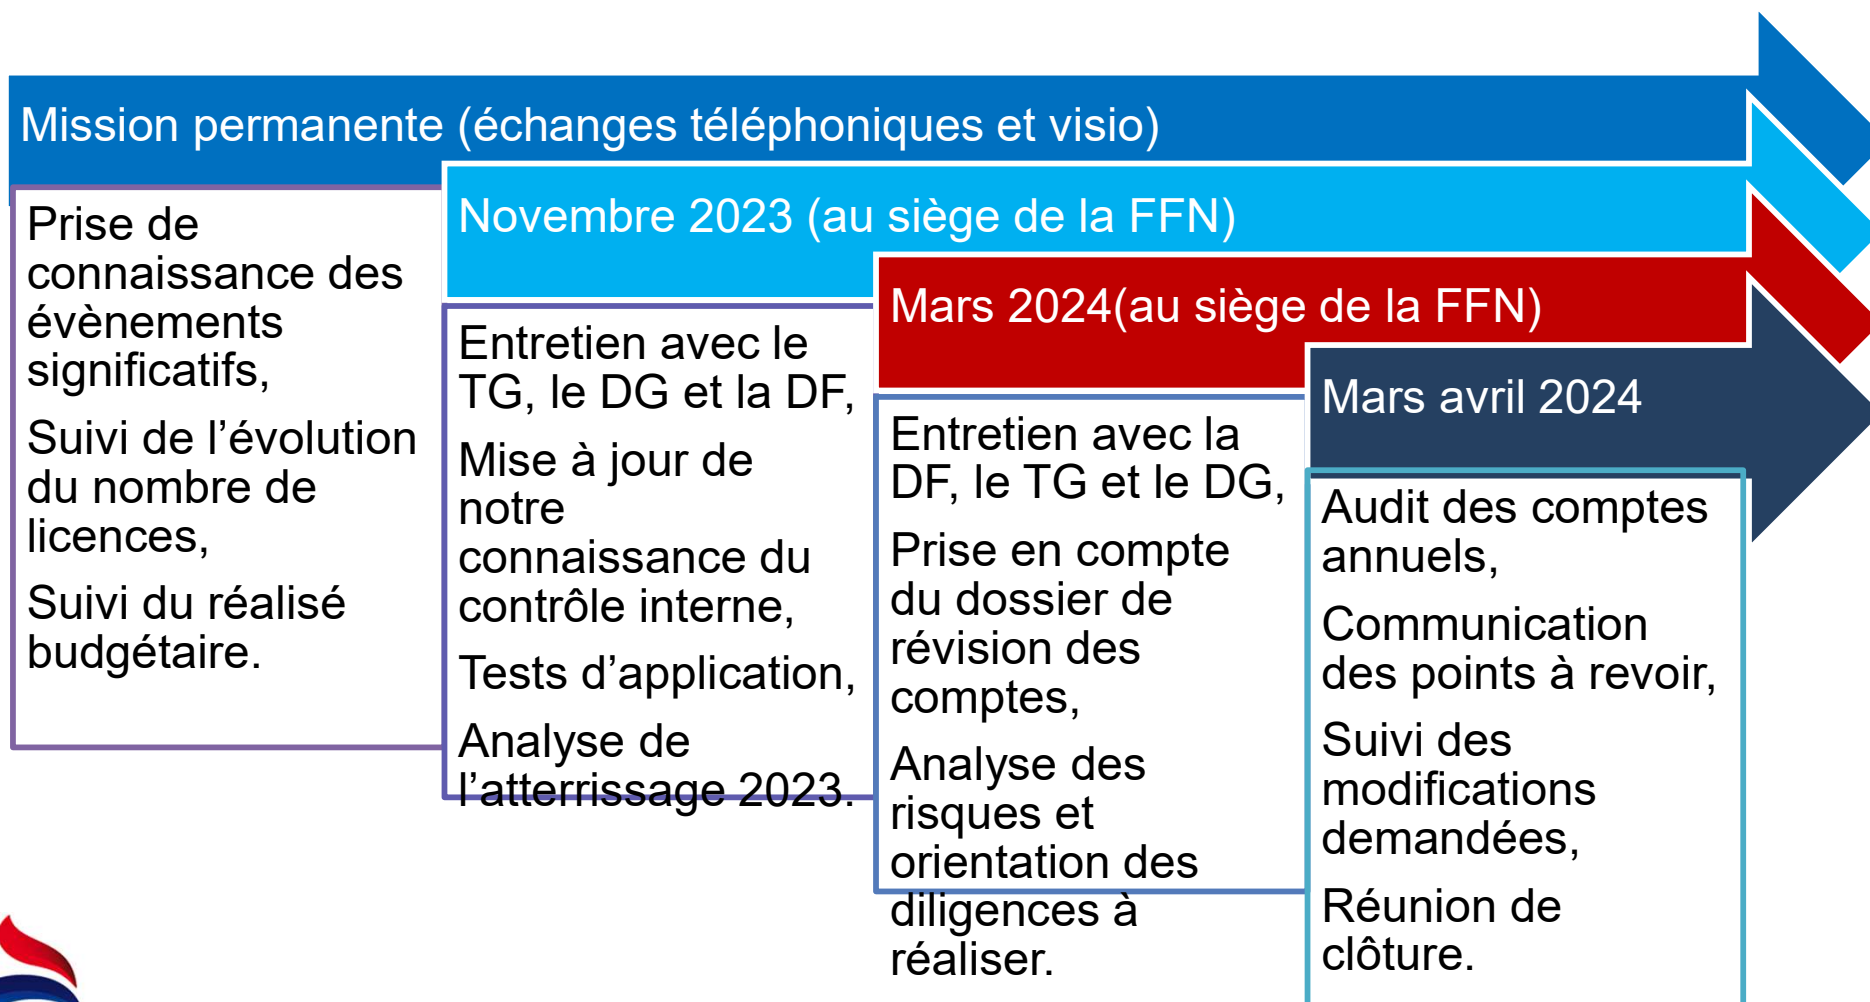 Mission permanente (échanges téléphoniques et visio)
Prise de
connaissance des
évènements
significatifs,
Suivi de l’évolution
du nombre de
licences,
Suivi du réalisé
budgétaire.
Novembre 2023 (au siège de la FFN)
Entretien avec le
TG, le DG et la DF,
Mise à jour de
notre
connaissance du
contrôle interne,
Tests d’application,
Analyse de
l’atterrissage 2023.
Mars 2024(au siège de la FFN)
Entretien avec la
DF, le TG et le DG,
Prise en compte
du dossier de
révision des
comptes,
Analyse des
risques et
orientation des
diligences à
réaliser.
Mars avril 2024
Audit des comptes
annuels,
Communication
des points à revoir,
Suivi des
modifications
demandées,
Réunion de
clôture.